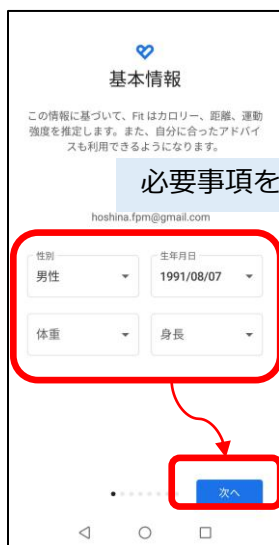 基本情報
この情報に基づいて、Fit はカロリー、距離、運動
強度を推定します。また、自分に合ったアドバイ
スも利用できるようになります。
必要事項を
hoshina.fpm@gmail.com
性別
男性
生年月日
1991/08/07
体重
身長
次へ